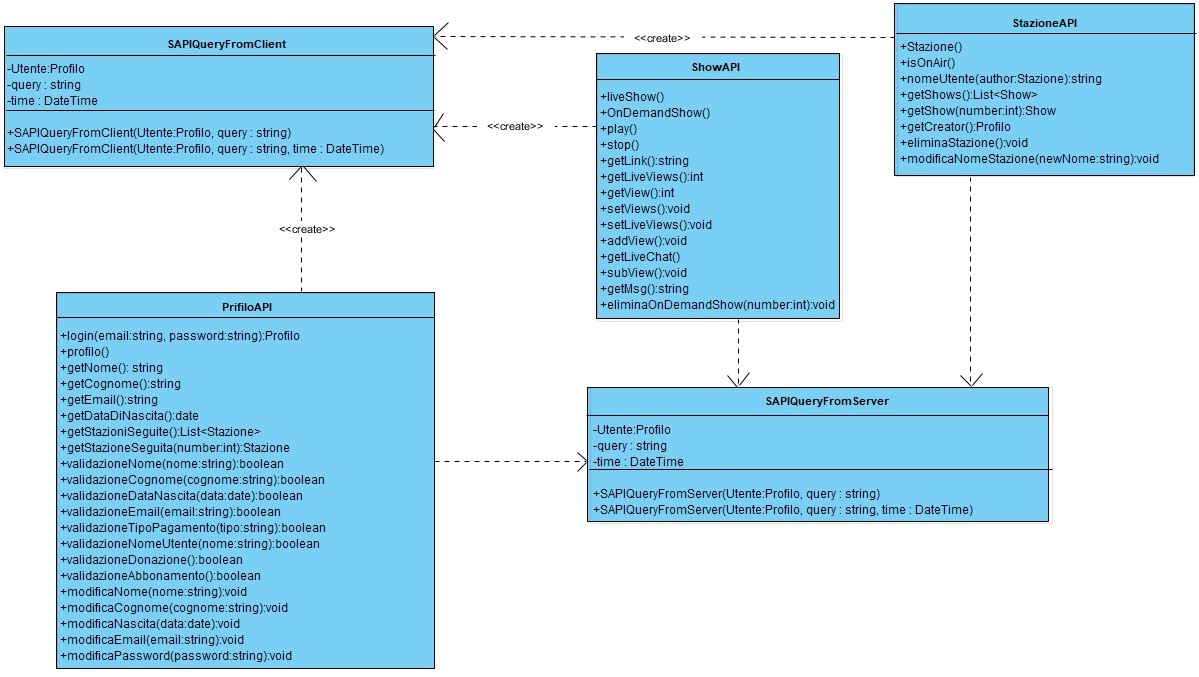 SAPIQueryFromClient
-Utente:Profilo
-query : string
-time : DateTime
+SAPIQueryFromClient(Utente:Profilo, query : string)
+SAPIQueryFromClient(Utente:Profilo, query : string, time : DateTime)
<<create>>
<<create>>
<<create>>
ShowAPI
+liveShow()
+OnDemandShow()
+play()
+stop()
+getLink():string
+getLiveViews():int
+getView():int
+setViews():void
+setLiveViews():void
+addView():void
+getLiveChat()
+subView():void
+getMsg():string
+eliminaOnDemandShow(number:int):void
StazioneAPI
+Stazione()
+isOnAir()
+nomeUtente(author:Stazione):string
+getShows():List<Show>
+getShow(number:int):Show
+getCreator():Profilo
+eliminaStazione():void
+modificaNomeStazione(newNome:string):void
PrifiloAPI
+login(email:string, password:string):Profilo
+profilo()
+getNome(): string
+getCognome():string
+getEmail():string
+getDataDiNascita():date
+getStazioniSeguite():List<Stazione>
+getStazioneSeguita(number:int):Stazione
+validazioneNome(nome:string):boolean
+validazioneCognome(cognome:string):boolean
+validazioneDataNascita(data:date):boolean
+validazioneEmail(email:string):boolean
+validazioneTipoPagamento(tipo:string):boolean
+validazioneNomeUtente(nome:string):boolean
+validazioneDonazione():boolean
+validazioneAbbonamento():boolean
+modificaNome(nome:string):void
+modificaCognome(cognome:string):void
+modificaNascita(data:date):void
+modificaEmail(email:string):void
+modificaPassword(password:string):void
SAPIQueryFromServer
-Utente:Profilo
-query : string
-time : DateTime
+SAPIQueryFromServer(Utente:Profilo, query : string)
+SAPIQueryFromServer(Utente:Profilo, query : string, time : DateTime)